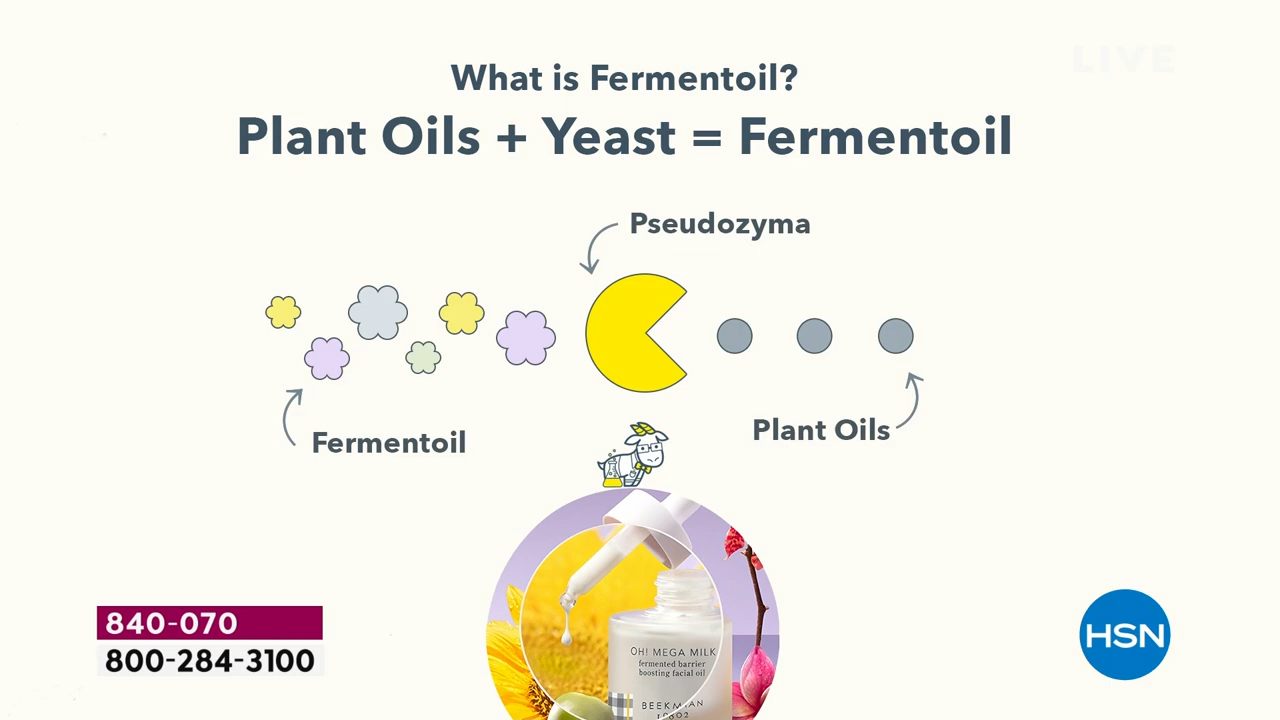 LIVE
What is Fermentoil?
Plant Oils + Yeast = Fermentoil
Pseudozyma
Fermentoil
Plant Oils
OH! MEGA MILK
fermented barrier
boosting facial oil
BEEKMAN
1802
840-070
800-284-3100
HSN